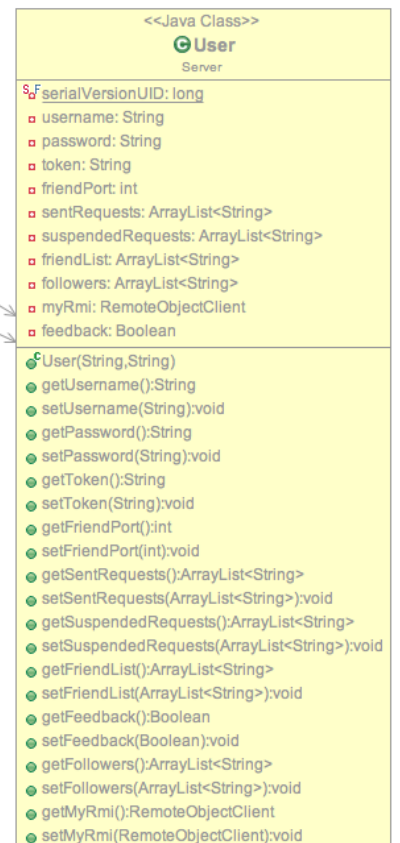 <<Java Class>>
User
Server
serialVersionUID: long
username: String
password: String
token: String
friendPort: int
sentRequests: ArrayList<String>
suspendedRequests: ArrayList<String>
friendList: ArrayList<String>
followers: ArrayList<String>
myRmi: RemoteObjectClient
feedback: Boolean
User(String,String)
getUsername():String
setUsername(String):void
getPassword():String
setPassword(String):void
getToken():String
setToken(String):void
getFriendPort():int
setFriendPort(int):void
getSentRequests():ArrayList<String>
setSentRequests(ArrayList<String>):void
getSuspendedRequests():ArrayList<String>
setSuspendedRequests(ArrayList<String>):void
getFriendList():ArrayList<String>
setFriendList(ArrayList<String>):void
getFeedback():Boolean
setFeedback(Boolean):void
getFollowers():ArrayList<String>
setFollowers(ArrayList<String>):void
getMyRmi():RemoteObjectClient
setMyRmi(RemoteObjectClient):void